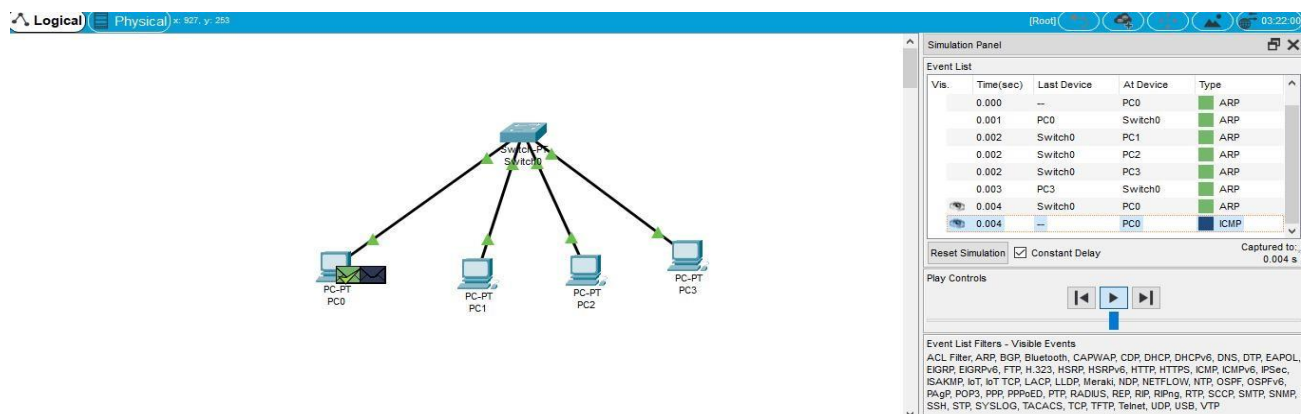 Logical Physical x: 927, y: 253 [Root] 03:22:00
Simulation Panel
Event List
Vis. Time(sec) Last Device At Device Type
0.000 -- PC0 ARP
0.001 PC0 Switch0 ARP
0.002 Switch0 PC1 ARP
0.002 Switch0 PC2 ARP
0.002 Switch0 PC3 ARP
0.003 PC3 Switch0 ARP
0.004 Switch0 PC0 ARP
0.004 -- PC0 ICMP
Reset Simulation Constant Delay Captured to:
0.004 s
Play Controls
Event List Filters - Visible Events
ACL Filter, ARP, BGP, Bluetooth, CAPWAP, CDP, DHCP, DHCPv6, DNS, DTP, EAPOL,
EIGRP, EIGRPv6, FTP, H.323, HSRP, HSRPv6, HTTP, HTTPS, ICMP, ICMPv6, IPSec,
ISAKMP, IoT, IoT TCP, LACP, LLDP, Meraki, NDP, NETFLOW, NTP, OSPF, OSPFv6,
PAgP, POP3, PPP, PPPoED, PTP, RADIUS, REP, RIP, RIPng, RTP, SCCP, SMTP, SNMP,
SSH, STP, SYSLOG, TACACS, TCP, TFTP, Telnet, UDP, USB, VTP
Switch-PT
Switch0
PC-PT
PC0
PC-PT
PC1
PC-PT
PC2
PC-PT
PC3